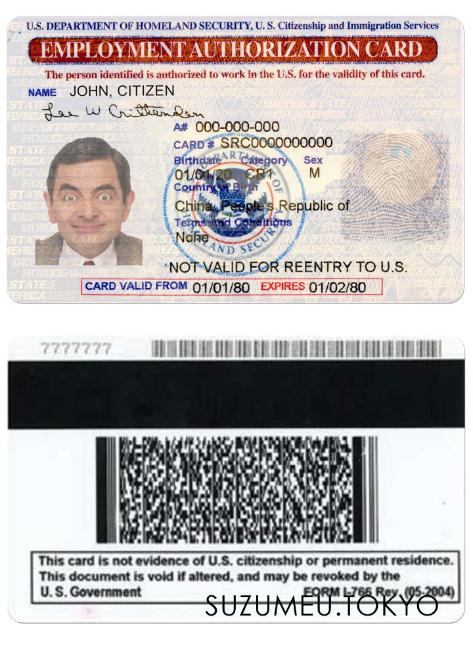 U.S. DEPARTMENT OF HOMELAND SECURITY, U. S. Citizenship and Immigration Services
EMPLOYMENT AUTHORIZATION CARD
The person identified is authorized to work in the U.S. for the validity of this card.
NAME JOHN, CITIZEN
Lee W Crittenden
A# 000-000-000
CARD # SRC0000000000
Birthdate Category Sex
01/01/20 CR1 M
Country of Birth
China, People's Republic of
Terms and Conditions
None
NOT VALID FOR REENTRY TO U.S.
CARD VALID FROM 01/01/80 EXPIRES 01/02/80
7777777
This card is not evidence of U.S. citizenship or permanent residence.
This document is void if altered, and may be revoked by the
U. S. Government FORM I-766 Rev. (05-2004)
SUZUMEU.TOKYO